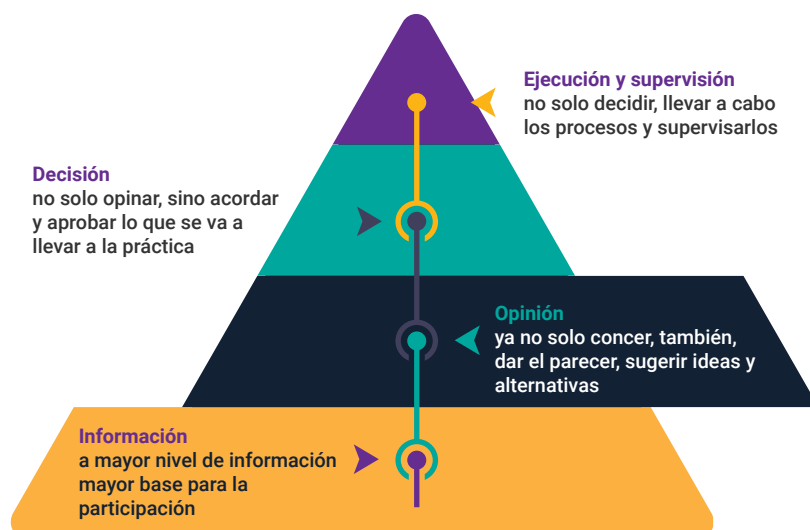 Ejecución y supervisión
no solo decidir, llevar a cabo
los procesos y supervisarlos
Decisión
no solo opinar, sino acordar
y aprobar lo que se va a
llevar a la práctica
Opinión
ya no solo concer, también,
dar el parecer, sugerir ideas y
alternativas
Información
a mayor nivel de información
mayor base para la
participación